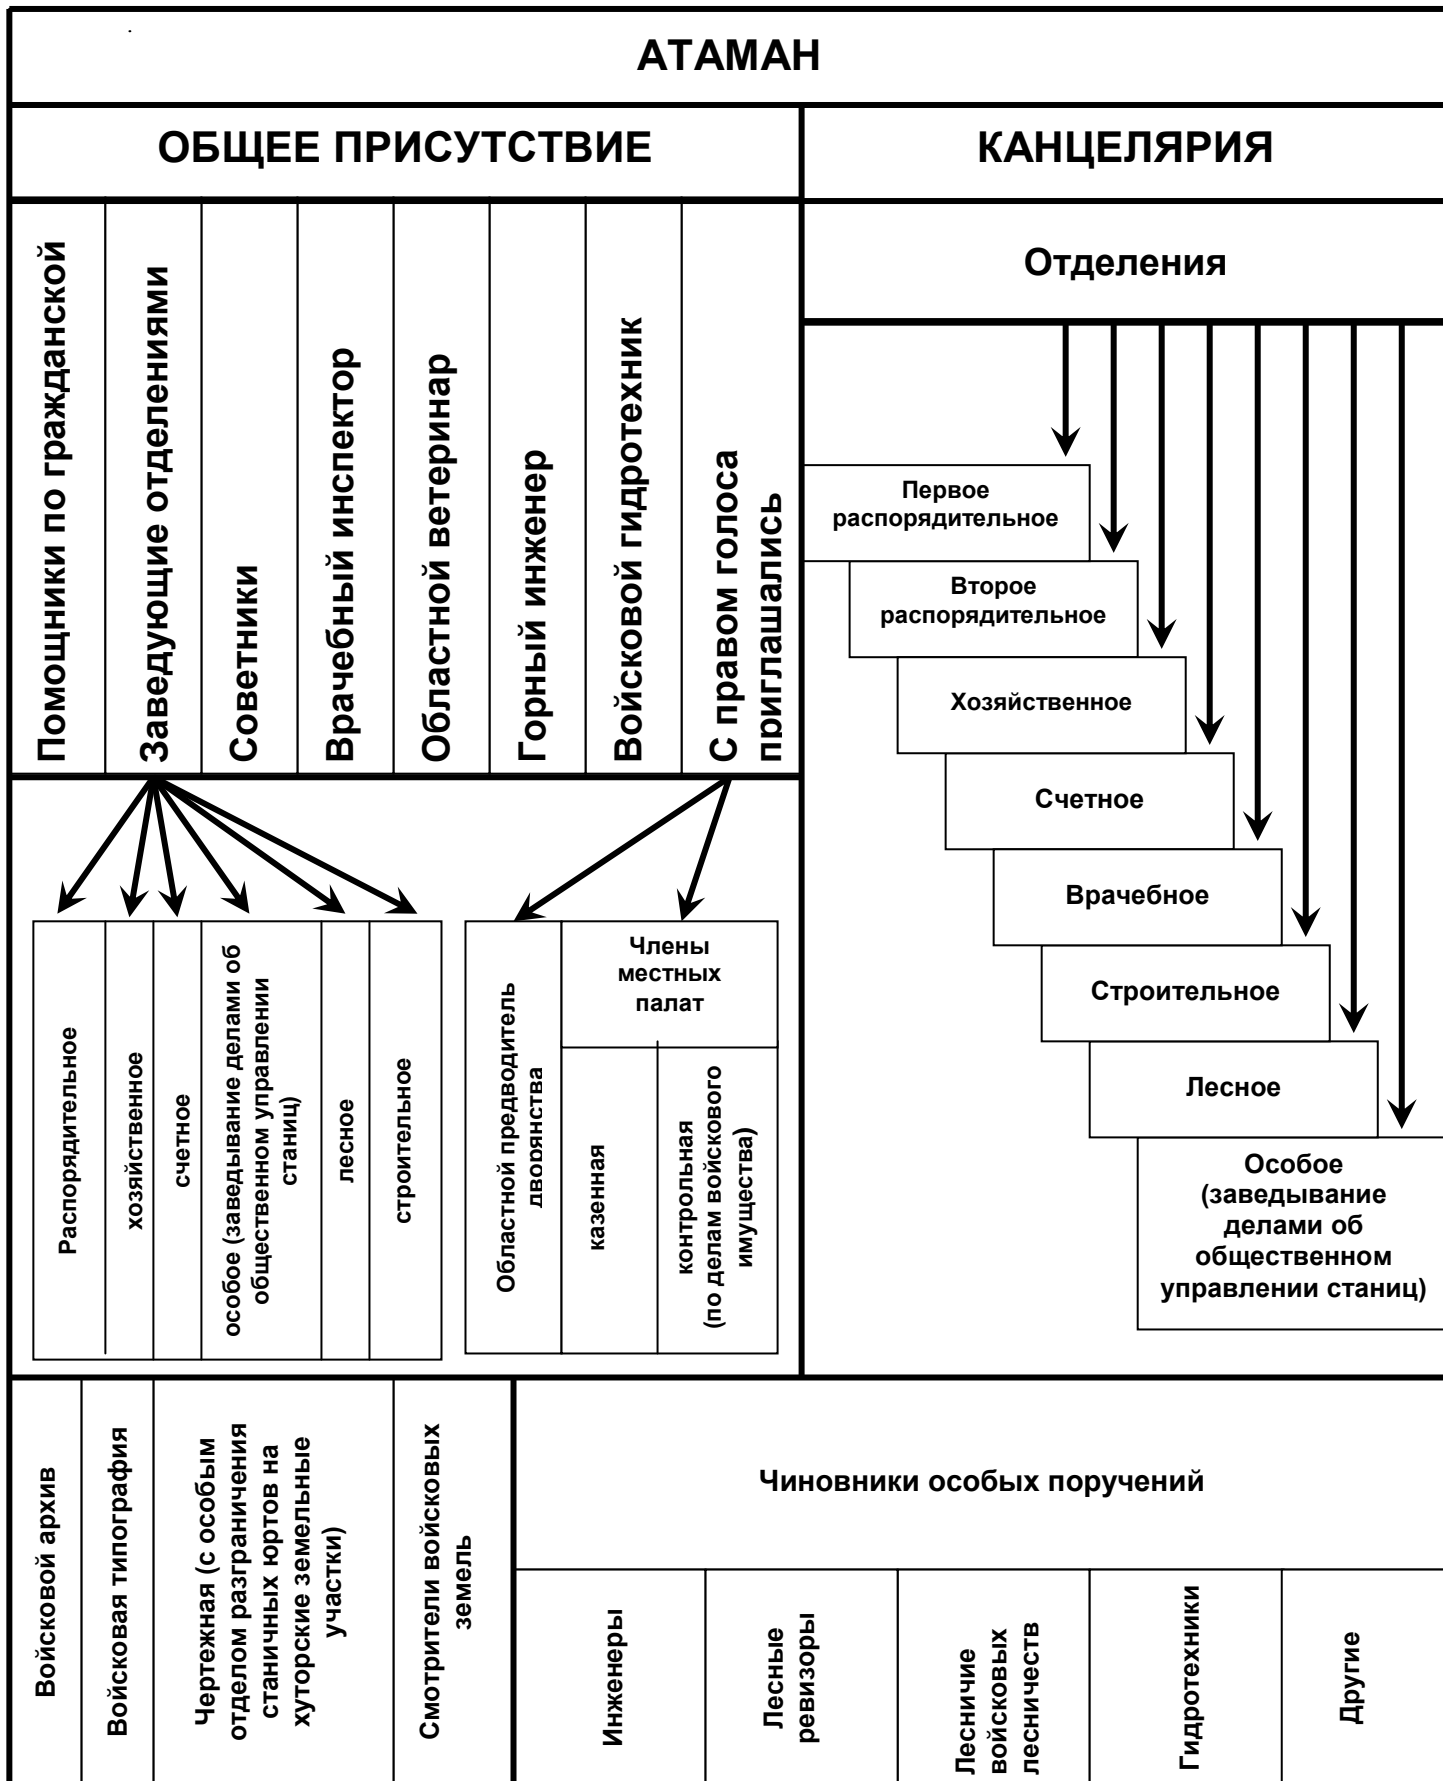 АТАМАН
ОБЩЕЕ ПРИСУТСТВИЕ
КАНЦЕЛЯРИЯ
Помощники по гражданской
Заведующие отделениями
Советники
Врачебный инспектор
Областной ветеринар
Горный инженер
Войсковой гидротехник
С правом голоса
приглашались
Отделения
Первое
распорядительное
Второе
распорядительное
Хозяйственное
Счетное
Врачебное
Строительное
Лесное
Особое
(заведывание
делами об
общественном
управлении станиц)
Распорядительное
хозяйственное
счетное
особое (заведывание делами об
общественном управлении
станиц)
лесное
строительное
Областной предводитель
дворянства
Члены
местных
палат
казенная
контрольная
(по делам войскового
имущества)
Войсковой архив
Войсковая типография
Чертежная (с особым
отделом разграничения
станичных юртов на
хуторские земельные
участки)
Смотрители войсковых
земель
Чиновники особых поручений
Инженеры
Лесные
ревизоры
Лесничие
войсковых
лесничеств
Гидротехники
Другие